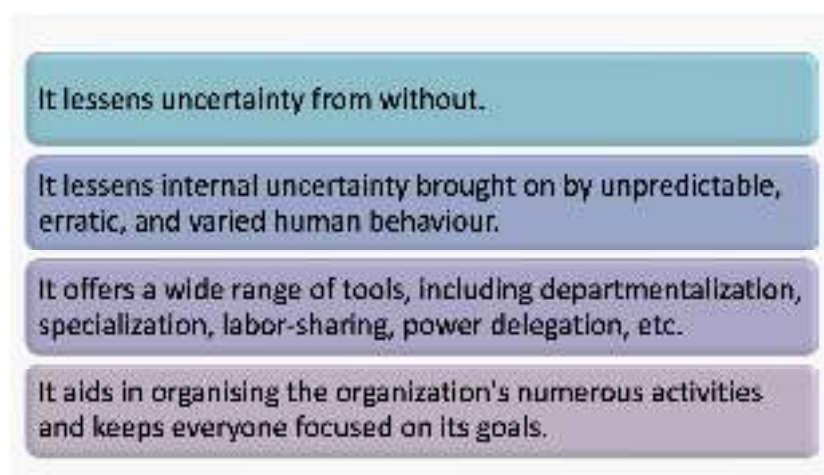 It lessens uncertainty from without.
It lessens internal uncertainty brought on by unpredictable,
erratic, and varied human behaviour.
It offers a wide range of tools, including departmentalization,
specialization, labor-sharing, power delegation, etc.
It aids in organising the organization's numerous activities
and keeps everyone focused on its goals.